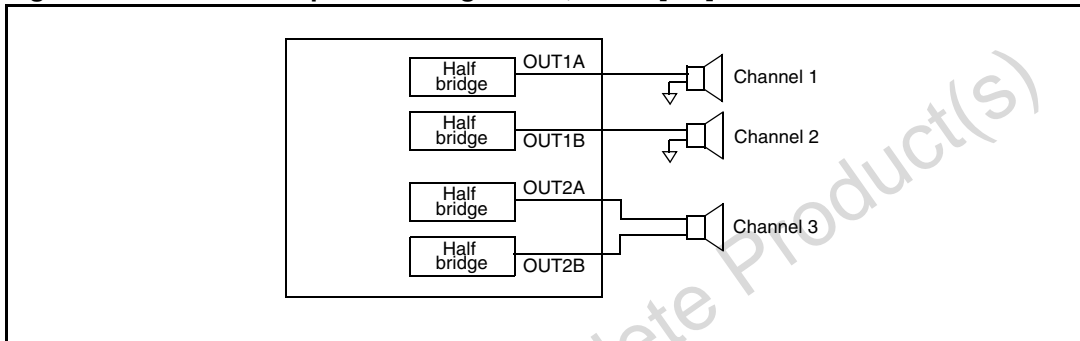 Half
bridge
OUT1A
Channel 1
Half
bridge
OUT1B
Channel 2
Half
bridge
OUT2A
Channel 3
Half
bridge
OUT2B
Product(s)